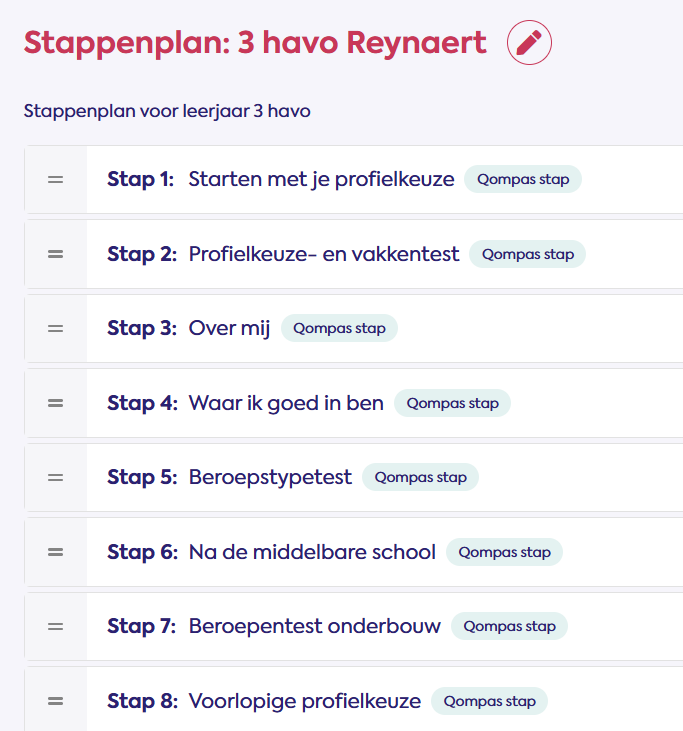 Stappenplan: 3 havo Reynaert
Stappenplan voor leerjaar 3 havo
Stap 1: Starten met je profielkeuze Qompas stap
Stap 2: Profielkeuze- en vakkentest Qompas stap
Stap 3: Over mij Qompas stap
Stap 4: Waar ik goed in ben Qompas stap
Stap 5: Beroepstypetest Qompas stap
Stap 6: Na de middelbare school Qompas stap
Stap 7: Beroepentest onderbouw Qompas stap
Stap 8: Voorlopige profielkeuze Qompas stap